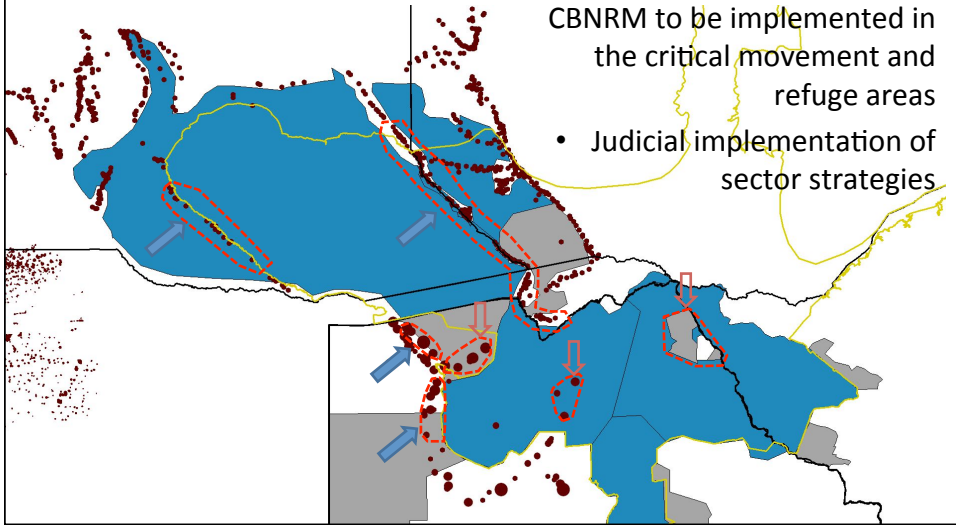 CBNRM to be implemented in
the critical movement and
refuge areas
• Judicial implementation of
sector strategies